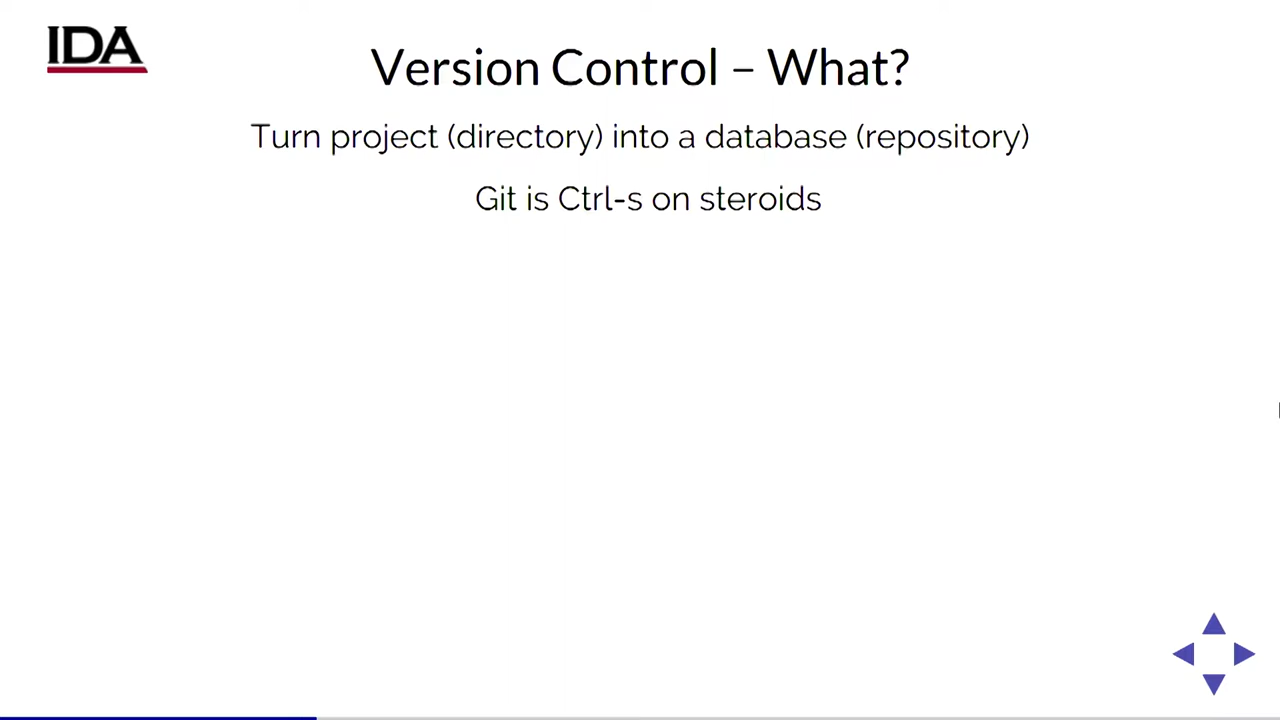 IDA
Version Control – What?
Turn project (directory) into a database (repository)
Git is Ctrl-s on steroids